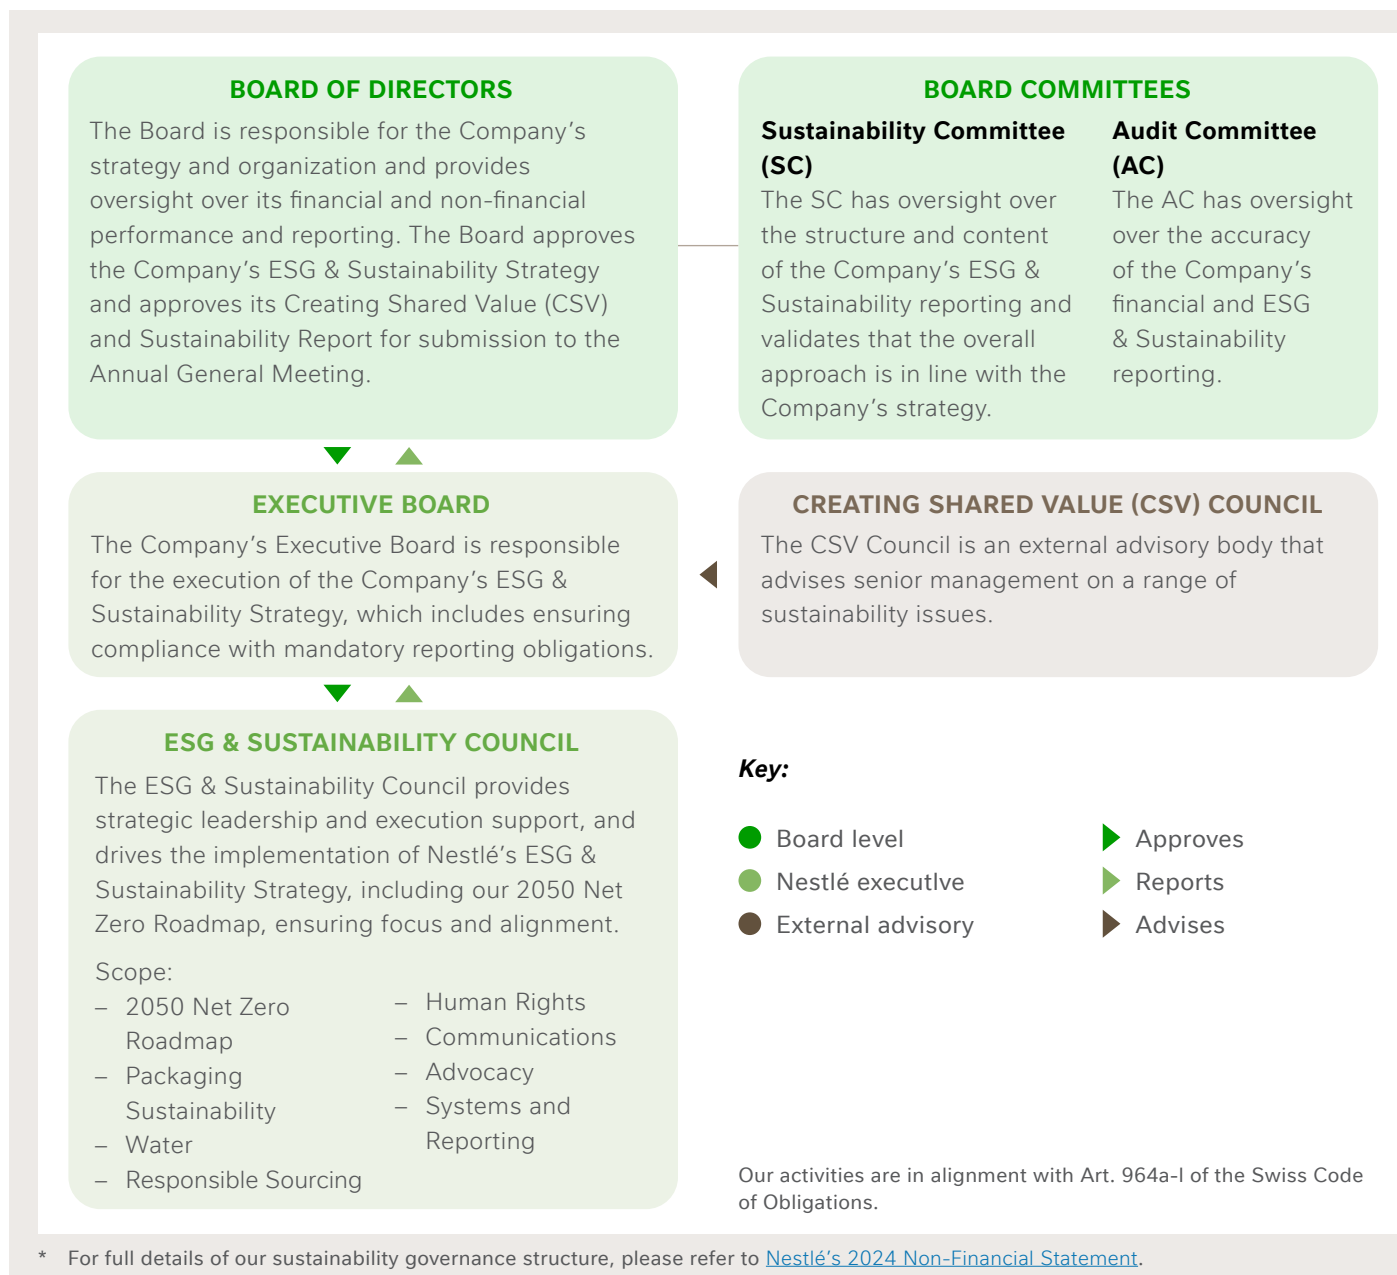 BOARD OF DIRECTORS
The Board is responsible for the Company’s
strategy and organization and provides
oversight over its financial and non-financial
performance and reporting. The Board approves
the Company’s ESG & Sustainability Strategy
and approves its Creating Shared Value (CSV)
and Sustainability Report for submission to the
Annual General Meeting.
BOARD COMMITTEES
Sustainability Committee
(SC)
The SC has oversight over
the structure and content
of the Company’s ESG &
Sustainability reporting and
validates that the overall
approach is in line with the
Company’s strategy.
Audit Committee
(AC)
The AC has oversight
over the accuracy
of the Company’s
financial and ESG
& Sustainability
reporting.
EXECUTIVE BOARD
The Company’s Executive Board is responsible
for the execution of the Company’s ESG &
Sustainability Strategy, which includes ensuring
compliance with mandatory reporting obligations.
CREATING SHARED VALUE (CSV) COUNCIL
The CSV Council is an external advisory body that
advises senior management on a range of
sustainability issues.
ESG & SUSTAINABILITY COUNCIL
The ESG & Sustainability Council provides
strategic leadership and execution support, and
drives the implementation of Nestlé’s ESG &
Sustainability Strategy, including our 2050 Net
Zero Roadmap, ensuring focus and alignment.
Scope:
– 2050 Net Zero
Roadmap
– Packaging
Sustainability
– Water
– Responsible Sourcing
– Human Rights
– Communications
– Advocacy
– Systems and
Reporting
Key:
Board level
Nestlé executlve
External advisory
Approves
Reports
Advises
Our activities are in alignment with Art. 964a-l of the Swiss Code
of Obligations.
* For full details of our sustainability governance structure, please refer to Nestlé’s 2024 Non-Financial Statement.